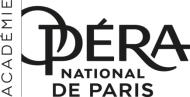 ACADÉMIE
OPÉRA
NATIONAL
DE PARIS